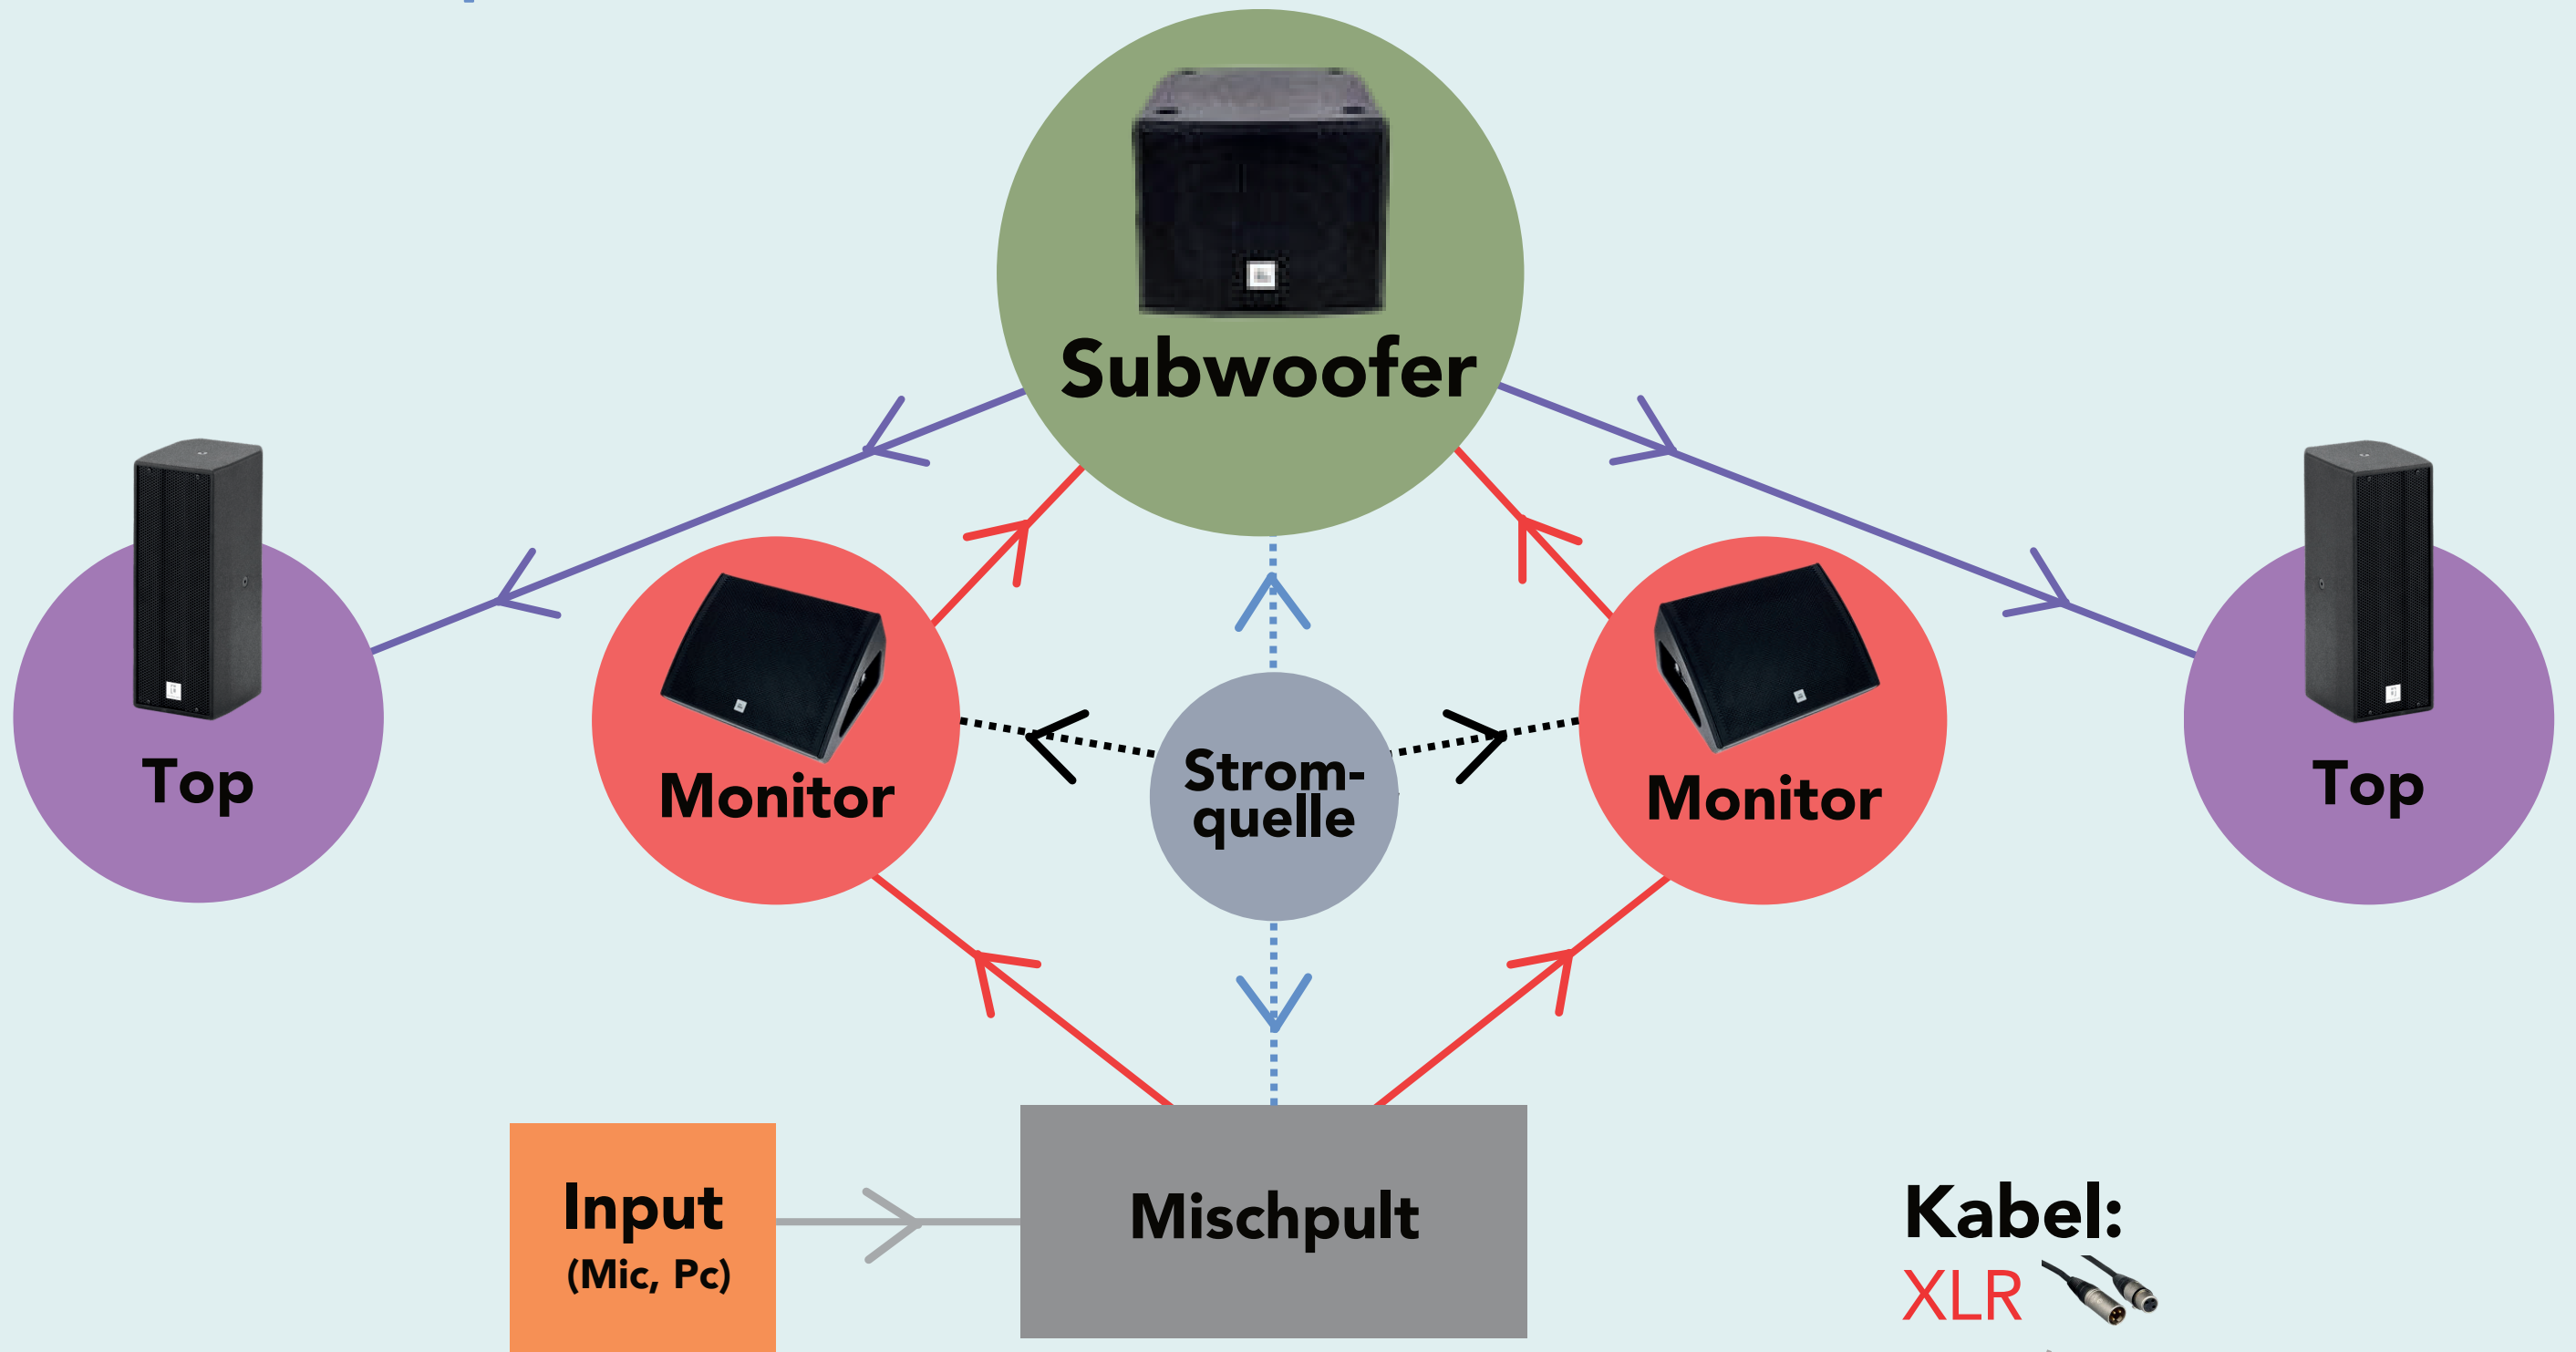 Subwoofer
Top
Monitor
Strom-
quelle
Monitor
Top
Input
(Mic, Pc)
Mischpult
Kabel:
XLR